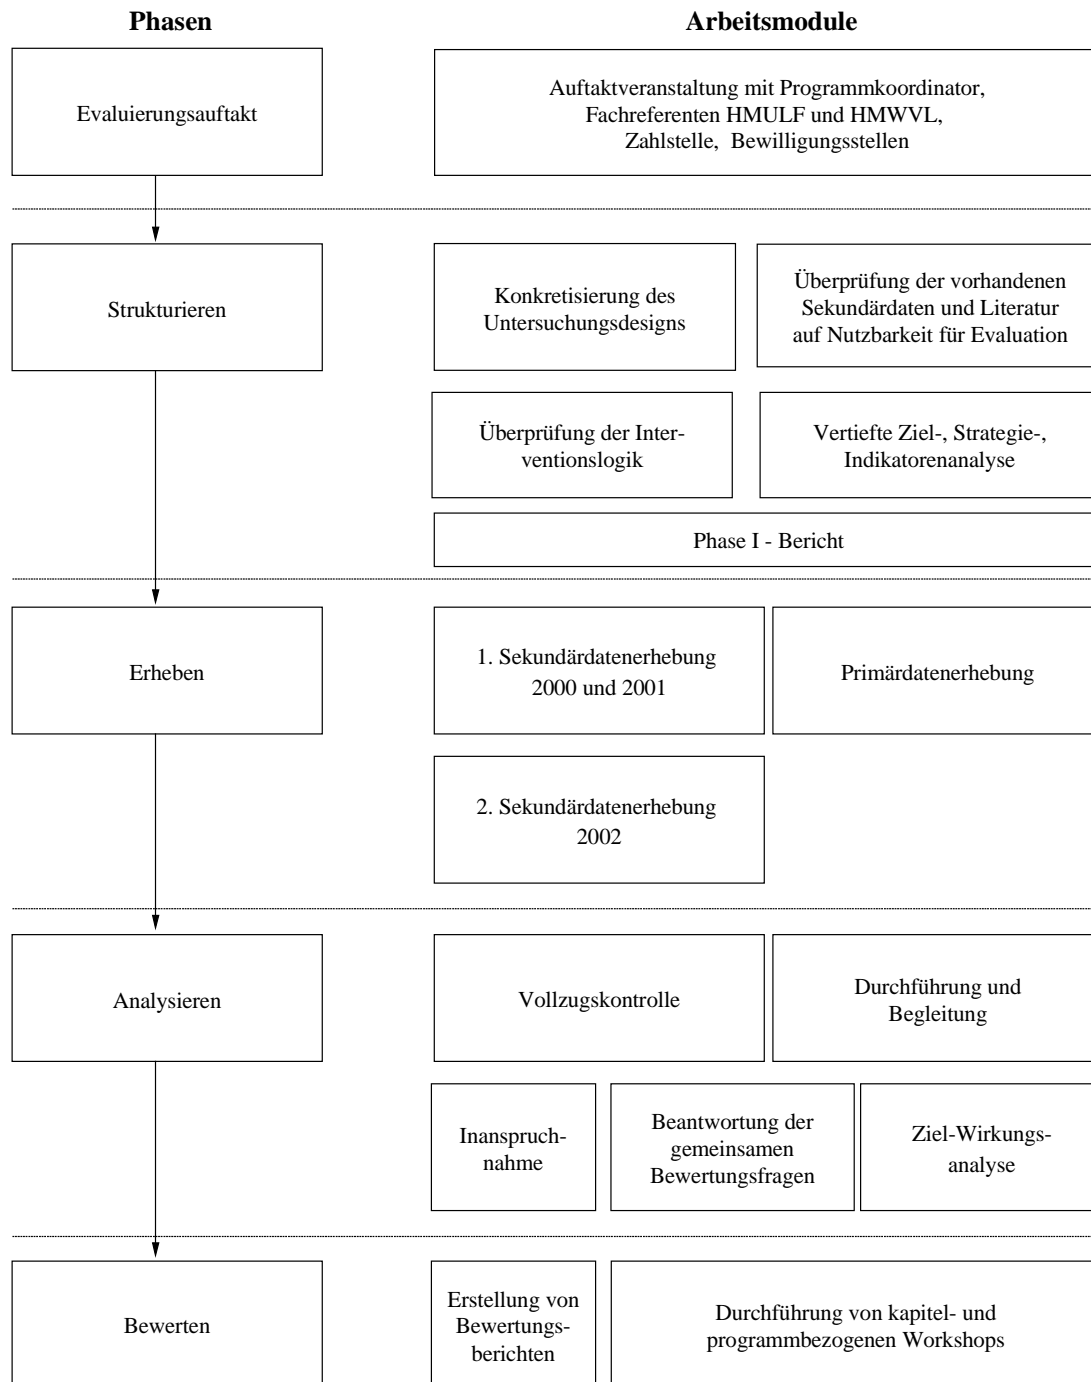 Phasen
Arbeitsmodule
Evaluierungsauftakt
Auftaktveranstaltung mit Programmkoordinator,
Fachreferenten HMULF und HMWVL,
Zahlstelle, Bewilligungsstellen
Strukturieren
Konkretisierung des
Untersuchungsdesigns
Überprüfung der vorhandenen
Sekundärdaten und Literatur
auf Nutzbarkeit für Evaluation
Überprüfung der Inter-
ventionslogik
Vertiefte Ziel-, Strategie-,
Indikatorenanalyse
Phase I - Bericht
Erheben
1. Sekundärdatenerhebung
2000 und 2001
Primärdatenerhebung
2. Sekundärdatenerhebung
2002
Analysieren
Vollzugskontrolle
Durchführung und
Begleitung
Inanspruch-
nahme
Beantwortung der
gemeinsamen
Bewertungsfragen
Ziel-Wirkungs-
analyse
Bewerten
Erstellung von
Bewertungs-
berichten
Durchführung von kapitel- und
programmbezogenen Workshops